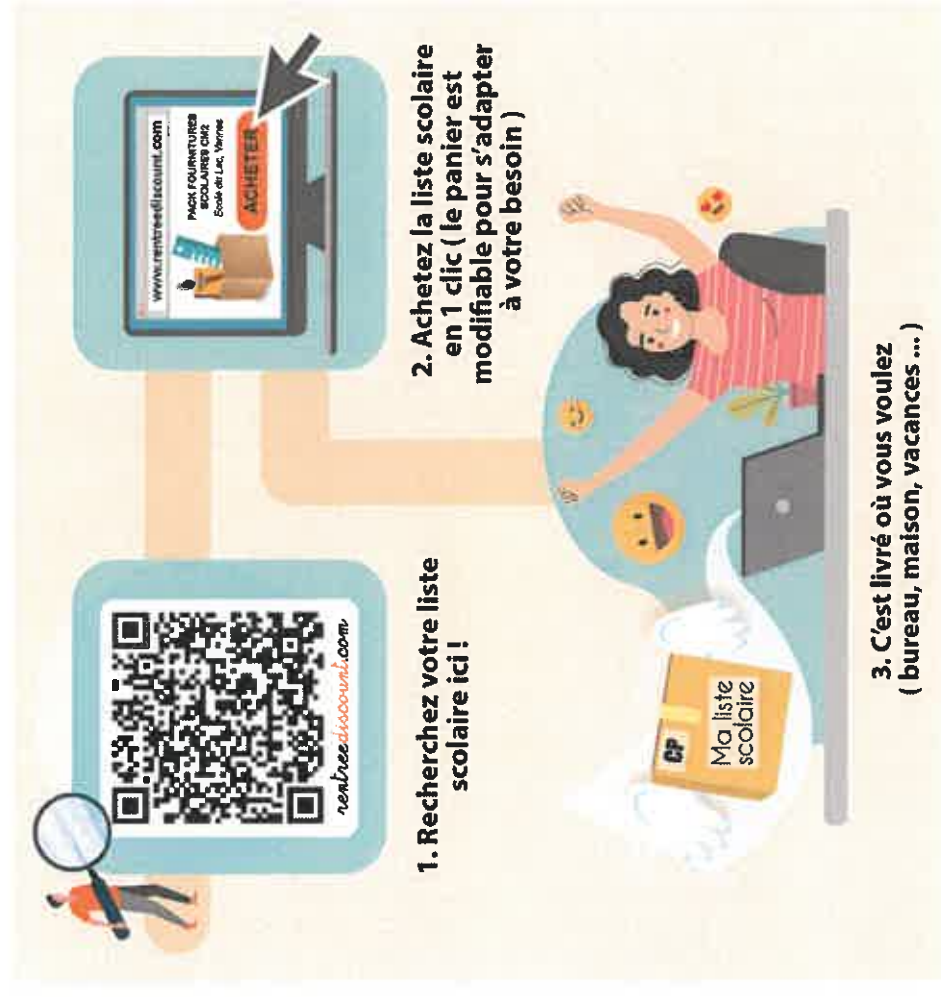 rentreediscount.com
1. Recherchez votre liste
scolaire ici !
www.rentreediscount.com
PACK FOURNITURES
SCOLAIRES CM2
Ecole du Lac, Vannes
ACHETER
2. Achetez la liste scolaire
en 1 clic ( le panier est
modifiable pour s'adapter
à votre besoin )
CP
Ma liste
scolaire
3. C'est livré où vous voulez
( bureau, maison, vacances ... )